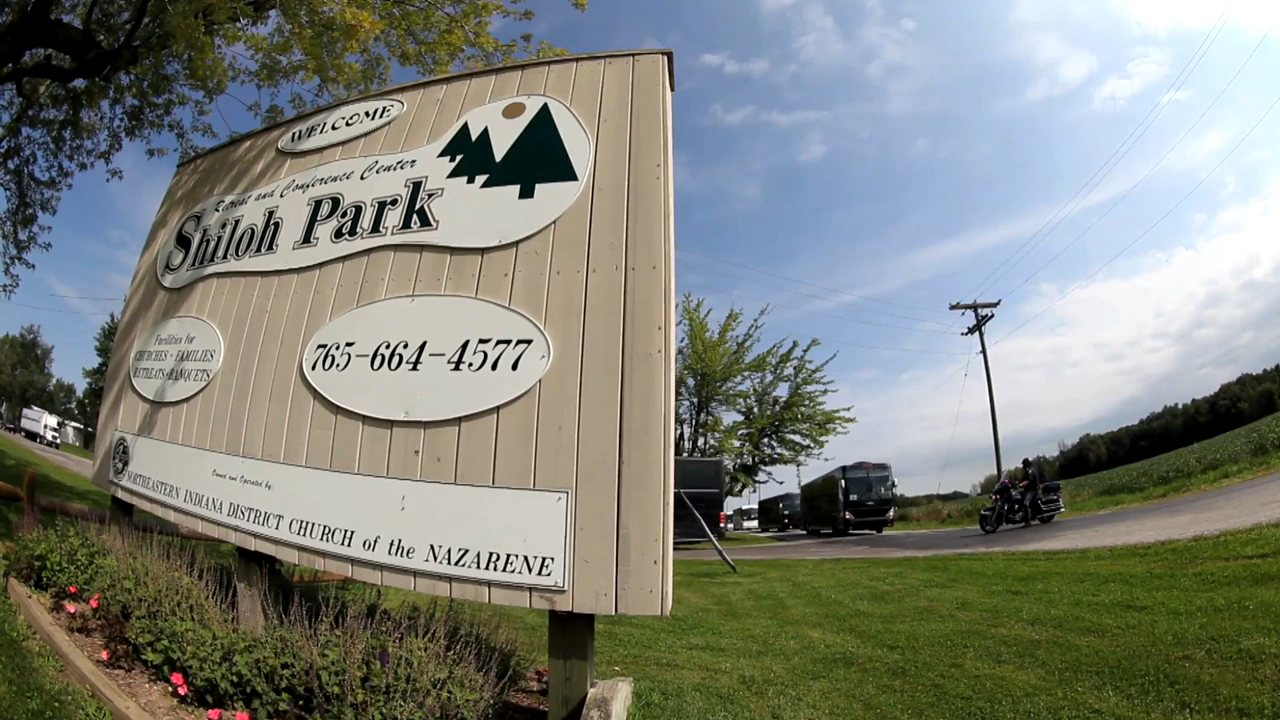 WELCOME
Retreat and Conference Center
Shiloh Park
Facilities for
CHURCHES - FAMILIES
RETREATS - BANQUETS
765-664-4577
Owned and Operated by:
NORTHEASTERN INDIANA DISTRICT CHURCH of the NAZARENE